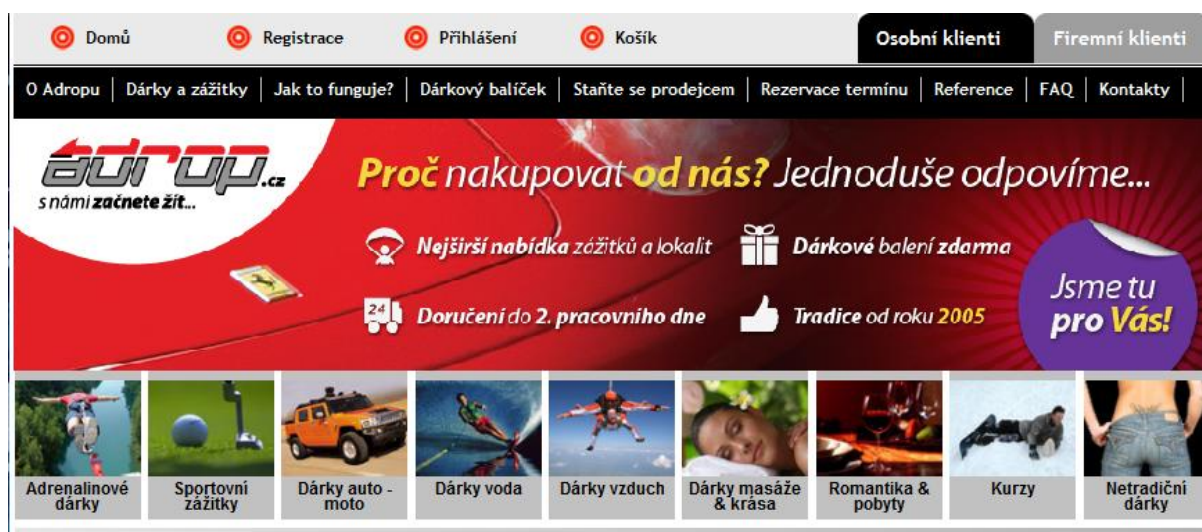 Domů Registrace Přihlášení Košík Osobní klienti Firemní klienti
O Adropu Dárky a zážitky Jak to funguje? Dárkový balíček Staňte se prodejcem Rezervace termínu Reference FAQ Kontakty
adrop.cz
s námi začnete žít...
Proč nakupovat od nás? Jednoduše odpovíme...
Nejširší nabídka zážitků a lokalit
Dárkové balení zdarma
24
Doručení do 2. pracovního dne
Tradice od roku 2005
Jsme tu
pro Vás!
Adrenalinové
dárky
Sportovní
zážitky
Dárky auto -
moto
Dárky voda
Dárky vzduch
Dárky masáže
& krása
Romantika &
pobyty
Kurzy
Netradiční
dárky